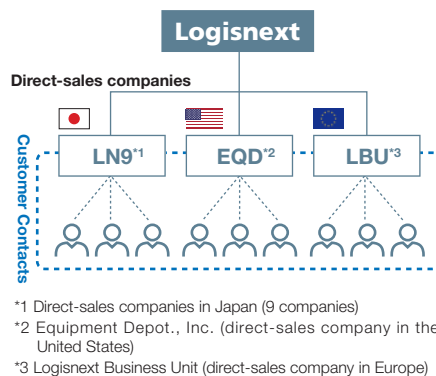 Logisnext
Direct-sales companies
Customer Contacts
LN9*1
EQD*2
LBU*3
*1 Direct-sales companies in Japan (9 companies)
*2 Equipment Depot., Inc. (direct-sales company in the
United States)
*3 Logisnext Business Unit (direct-sales company in Europe)